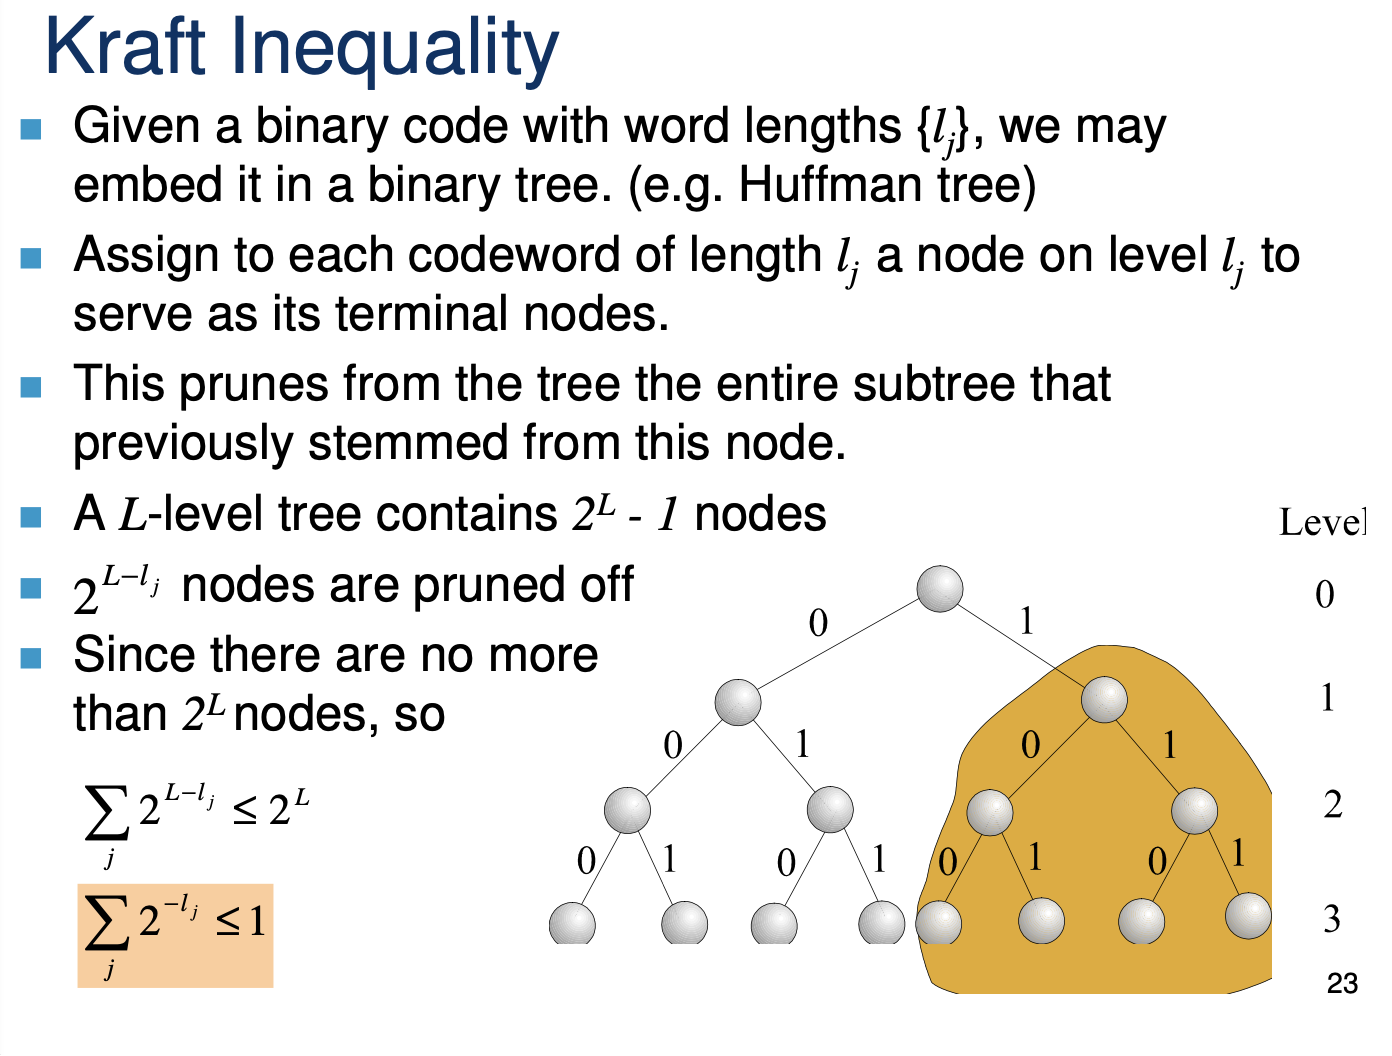 Kraft Inequality
Given a binary code with word lengths {l_j}, we may
embed it in a binary tree. (e.g. Huffman tree)
Assign to each codeword of length l_j a node on level l_j to
serve as its terminal nodes.
This prunes from the tree the entire subtree that
previously stemmed from this node.
A L-level tree contains 2^L - 1 nodes
2^{L−l_j} nodes are pruned off
Since there are no more
than 2^L nodes, so
∑_j 2^{L−l_j} ≤ 2^L
∑_j 2^{−l_j} ≤ 1
Level
0
0 1
1
0 1 0 1
2
0 1 0 1 0 1 0 1
3
23